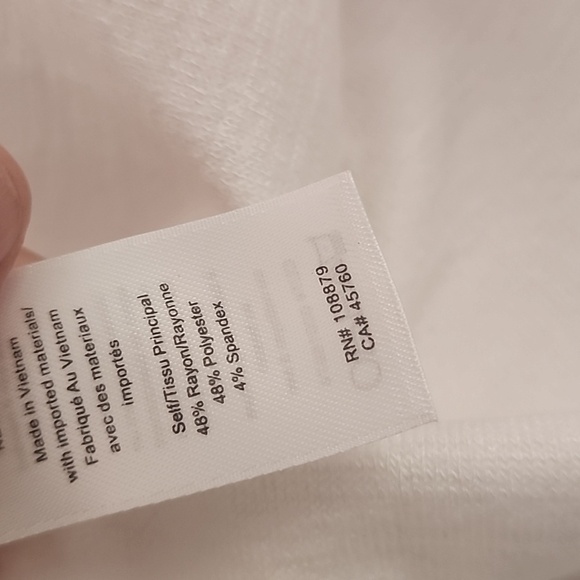 Made in Vietnam
with imported materials/
Fabriqué Au Vietnam
avec des materiaux
importés
Self/Tissu Principal
48% Rayon/Rayonne
48% Polyester
4% Spandex
RN# 108879
CA# 45760